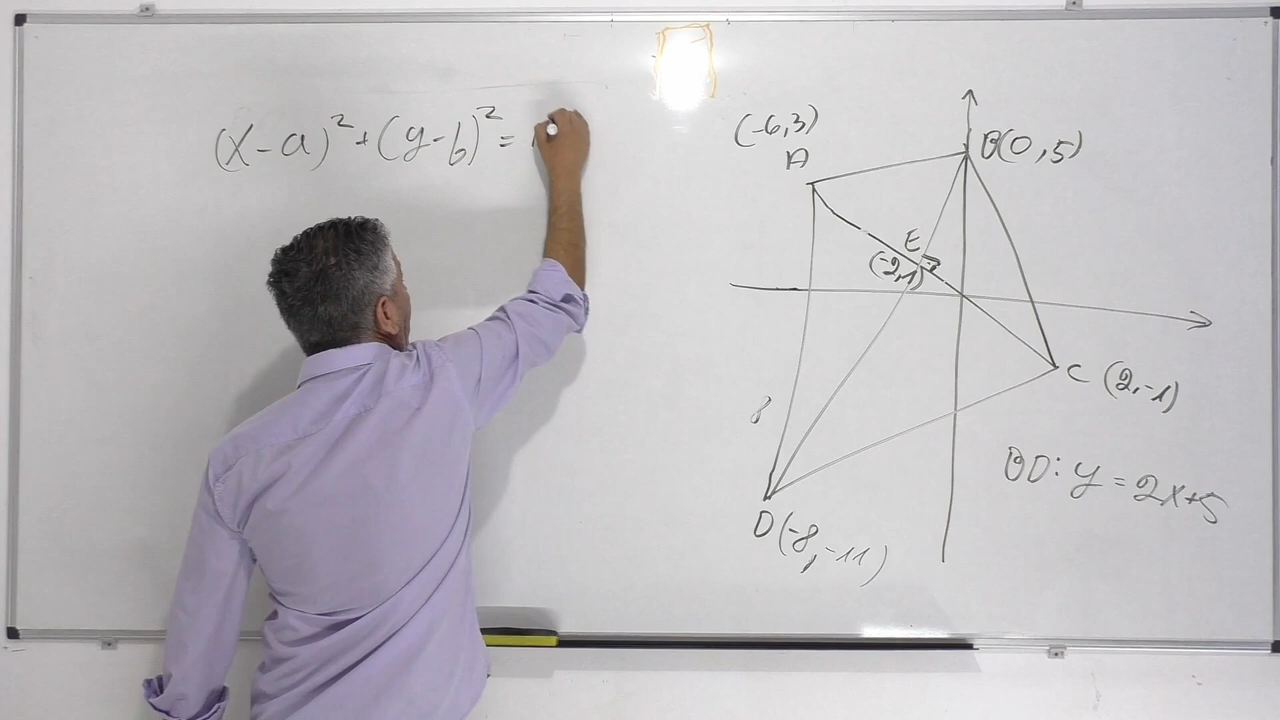 (x-a)²+(y-b)²=
(-6,3)
A
B(0,5)
E
(-2,1)
C (2,-1)
8
D(-8,-11)
BD: y=2x+5